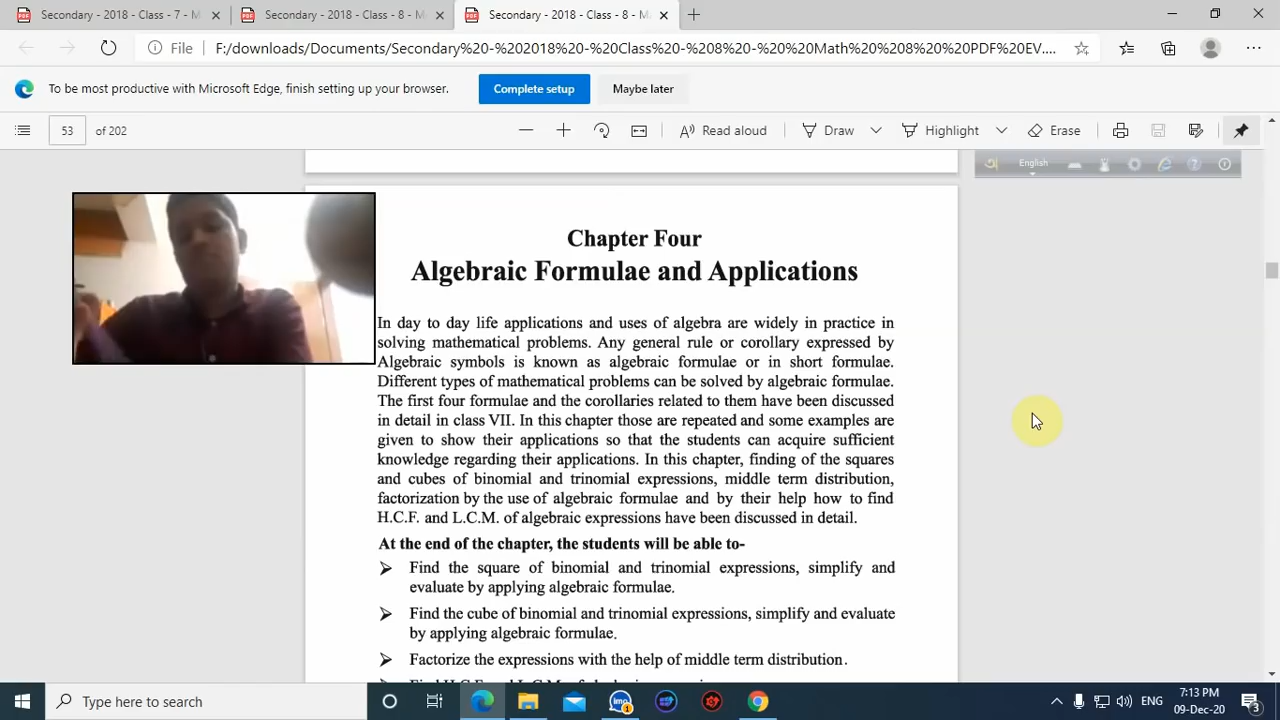 Secondary - 2018 - Class - 7 - M
Secondary - 2018 - Class - 8 - M
Secondary - 2018 - Class - 8 - M
File
F:/downloads/Documents/Secondary%20-%202018%20-%20Class%20-%208%20-%20%20Math%20%208%20%20PDF%20EV....
To be most productive with Microsoft Edge, finish setting up your browser.
Complete setup
Maybe later
53 of 202
Read aloud
Draw
Highlight
Erase
English
Chapter Four
Algebraic Formulae and Applications
In day to day life applications and uses of algebra are widely in practice in
solving mathematical problems. Any general rule or corollary expressed by
Algebraic symbols is known as algebraic formulae or in short formulae.
Different types of mathematical problems can be solved by algebraic formulae.
The first four formulae and the corollaries related to them have been discussed
in detail in class VII. In this chapter those are repeated and some examples are
given to show their applications so that the students can acquire sufficient
knowledge regarding their applications. In this chapter, finding of the squares
and cubes of binomial and trinomial expressions, middle term distribution,
factorization by the use of algebraic formulae and by their help how to find
H.C.F. and L.C.M. of algebraic expressions have been discussed in detail.
At the end of the chapter, the students will be able to-
➢ Find the square of binomial and trinomial expressions, simplify and
evaluate by applying algebraic formulae.
➢ Find the cube of binomial and trinomial expressions, simplify and evaluate
by applying algebraic formulae.
➢ Factorize the expressions with the help of middle term distribution.
Type here to search
ENG
7:13 PM
09-Dec-20